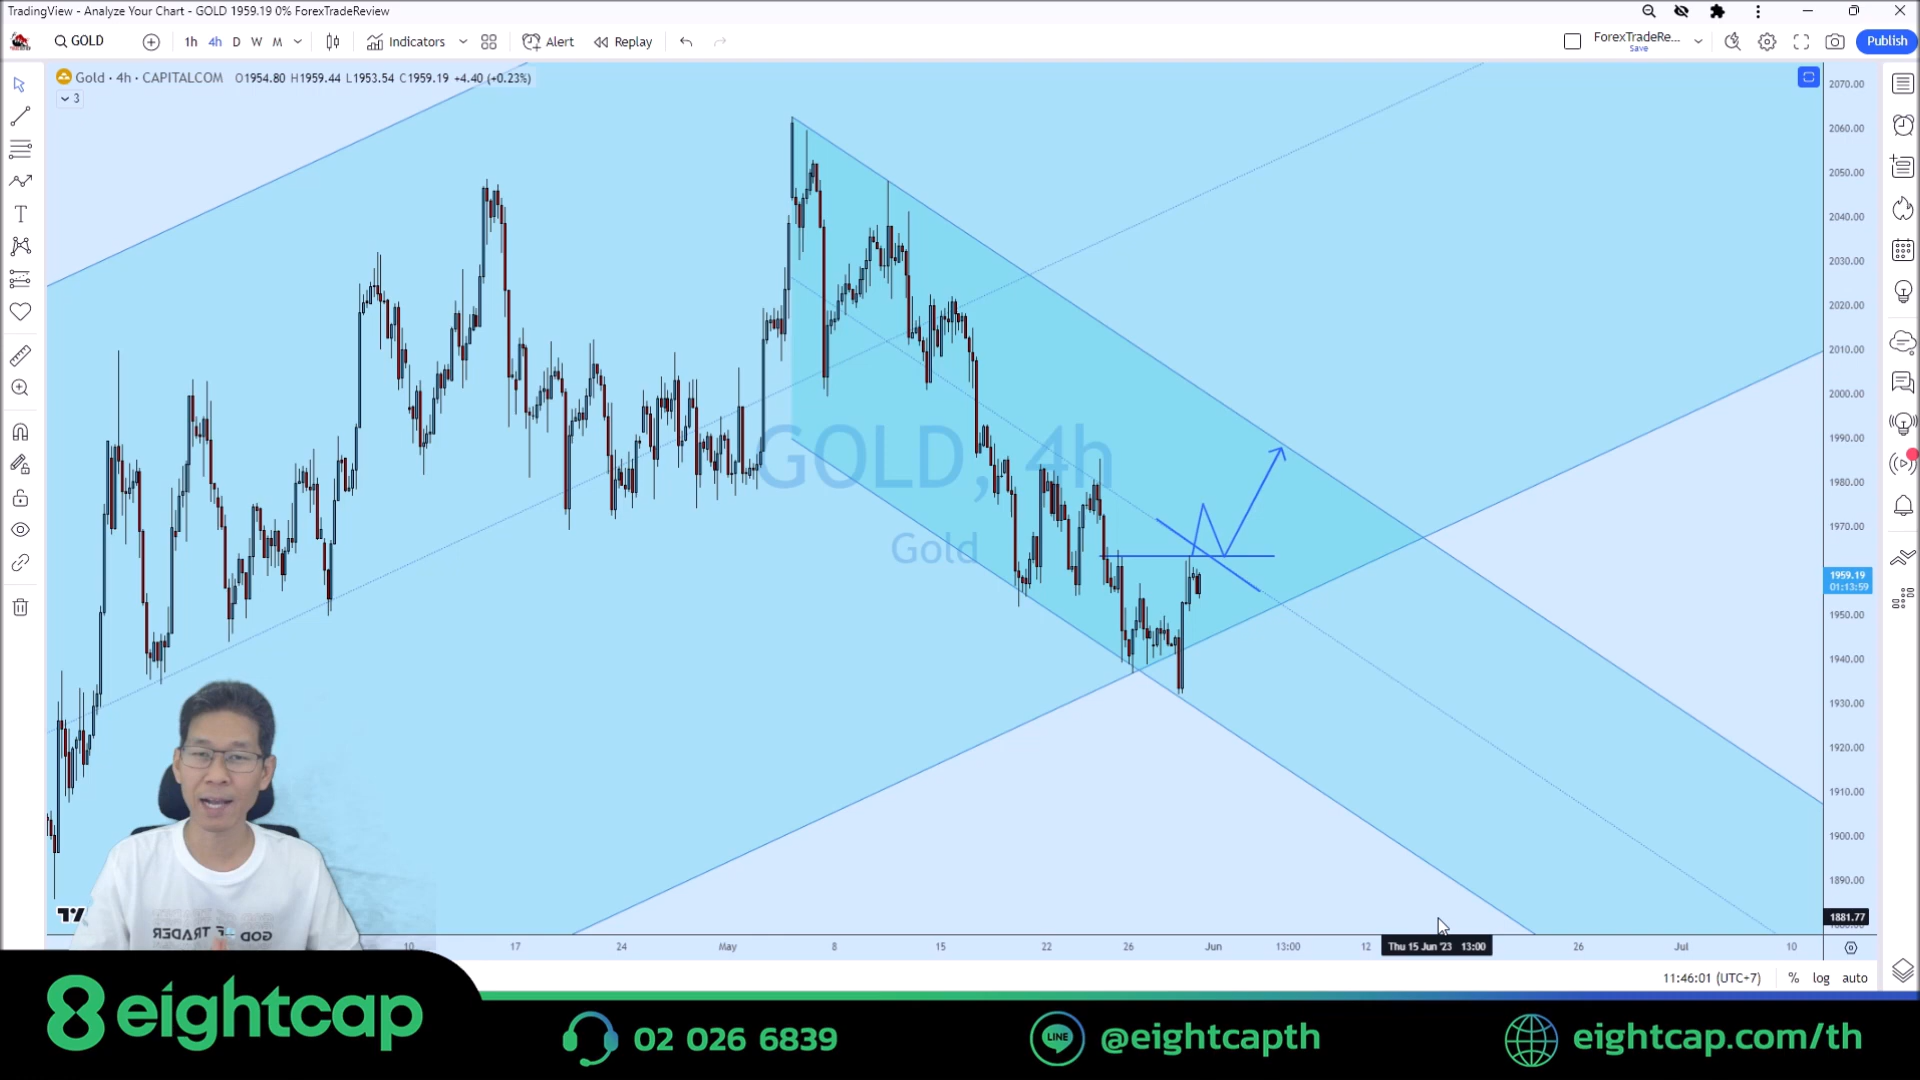 TradingView - Analyze Your Chart - GOLD 1959.19 0% ForexTradeReview
GOLD
1h
4h
D
W
M
Indicators
Alert
Replay
ForexTradeRe...
Save
Publish
Gold · 4h · CAPITALCOM O1954.80 H1959.44 L1953.54 C1959.19 +4.40 (+0.23%)
3
GOLD, 4h
Gold
2070.00
2060.00
2050.00
2040.00
2030.00
2020.00
2010.00
2000.00
1990.00
1980.00
1970.00
1959.19
01:13:59
1950.00
1940.00
1930.00
1920.00
1910.00
1900.00
1890.00
1881.77
GOD OF TRADER
10
17
24
May
8
15
22
26
Jun
13:00
12
Thu 15 Jun '23 13:00
26
Jul
10
11:46:01 (UTC+7)
%
log
auto
8 eightcap
02 026 6839
LINE
@eightcapth
eightcap.com/th